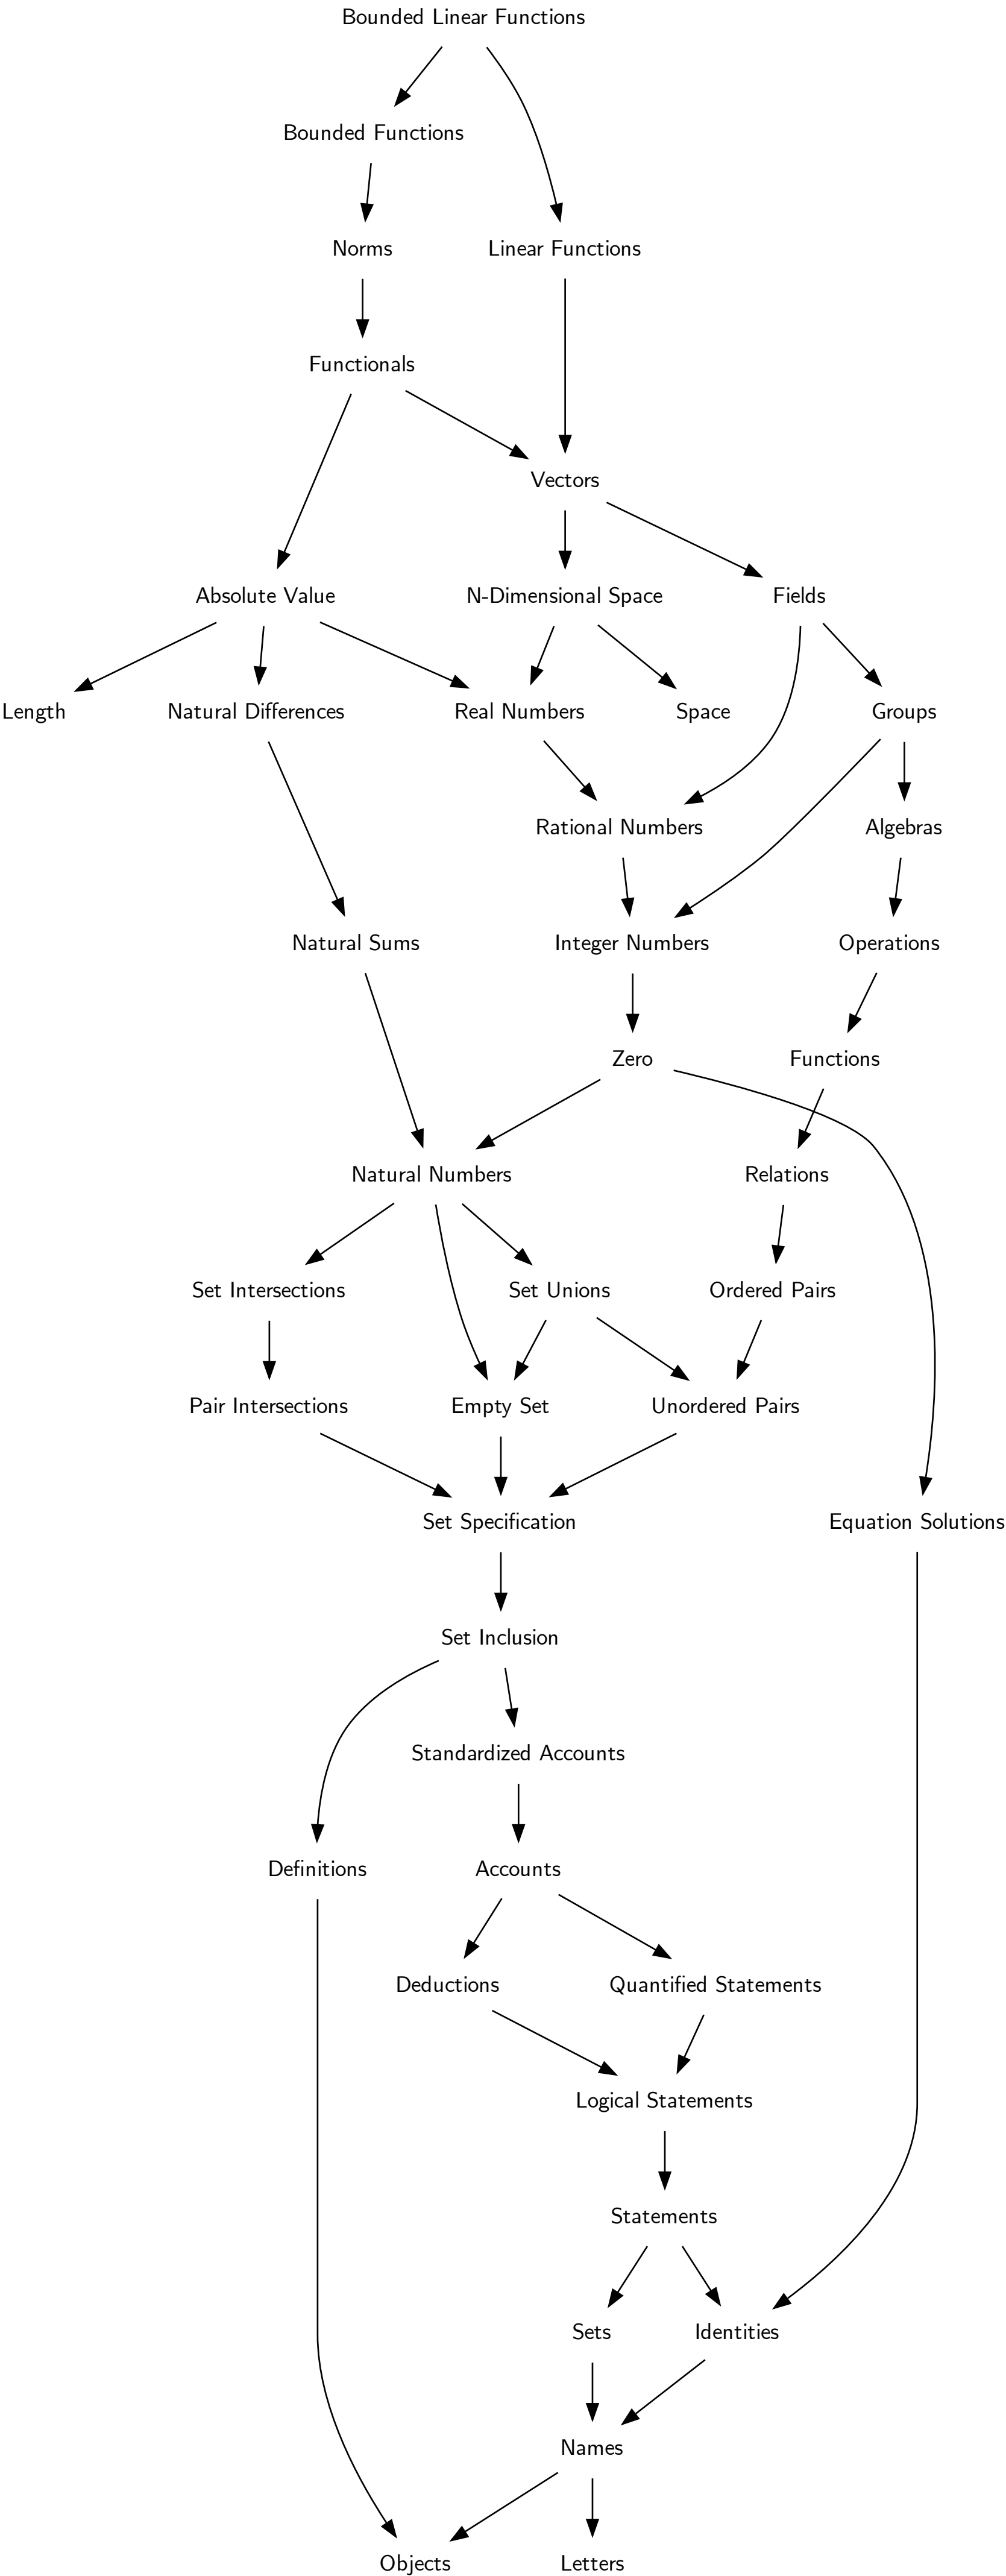 Bounded Linear Functions
Bounded Functions
Norms
Linear Functions
Functionals
Vectors
Absolute Value
N-Dimensional Space
Fields
Length
Natural Differences
Real Numbers
Space
Groups
Rational Numbers
Algebras
Natural Sums
Integer Numbers
Operations
Zero
Functions
Natural Numbers
Relations
Set Intersections
Set Unions
Ordered Pairs
Pair Intersections
Empty Set
Unordered Pairs
Set Specification
Equation Solutions
Set Inclusion
Standardized Accounts
Definitions
Accounts
Deductions
Quantified Statements
Logical Statements
Statements
Sets
Identities
Names
Objects
Letters